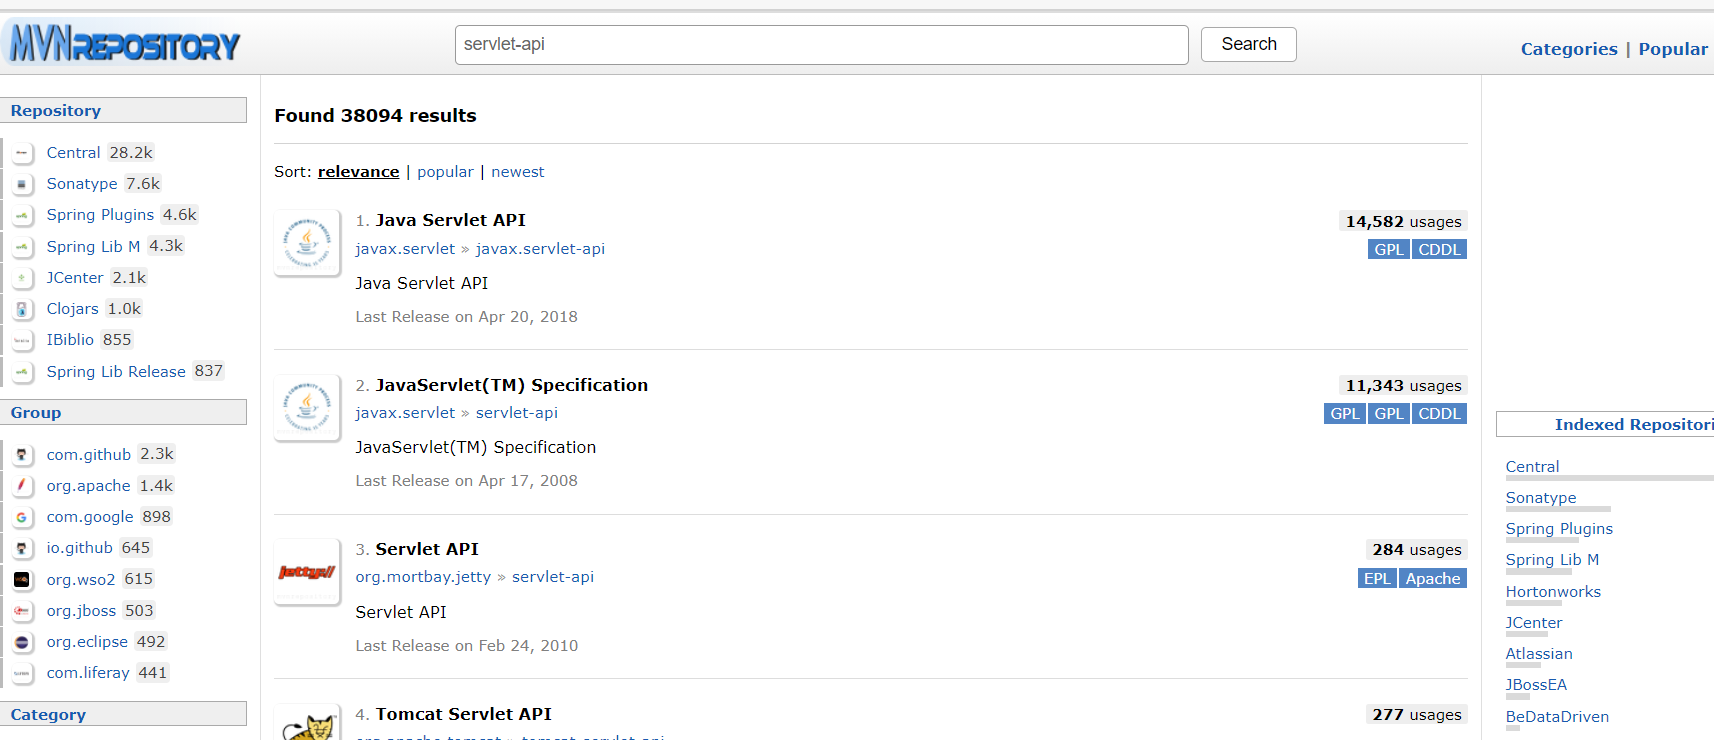 MVNREPOSITORY
servlet-api
Search
Categories | Popular
Repository
Central 28.2k
Sonatype 7.6k
Spring Plugins 4.6k
Spring Lib M 4.3k
JCenter 2.1k
Clojars 1.0k
IBiblio 855
Spring Lib Release 837
Group
com.github 2.3k
org.apache 1.4k
com.google 898
io.github 645
org.wso2 615
org.jboss 503
org.eclipse 492
com.liferay 441
Category
Found 38094 results
Sort: relevance | popular | newest
1. Java Servlet API
14,582 usages
javax.servlet » javax.servlet-api
GPL CDDL
Java Servlet API
Last Release on Apr 20, 2018
2. JavaServlet(TM) Specification
11,343 usages
javax.servlet » servlet-api
GPL GPL CDDL
JavaServlet(TM) Specification
Last Release on Apr 17, 2008
jetty://
3. Servlet API
284 usages
org.mortbay.jetty » servlet-api
EPL Apache
Servlet API
Last Release on Feb 24, 2010
4. Tomcat Servlet API
277 usages
org.apache.tomcat » tomcat-servlet-api
Indexed Repositori
Central
Sonatype
Spring Plugins
Spring Lib M
Hortonworks
JCenter
Atlassian
JBossEA
BeDataDriven